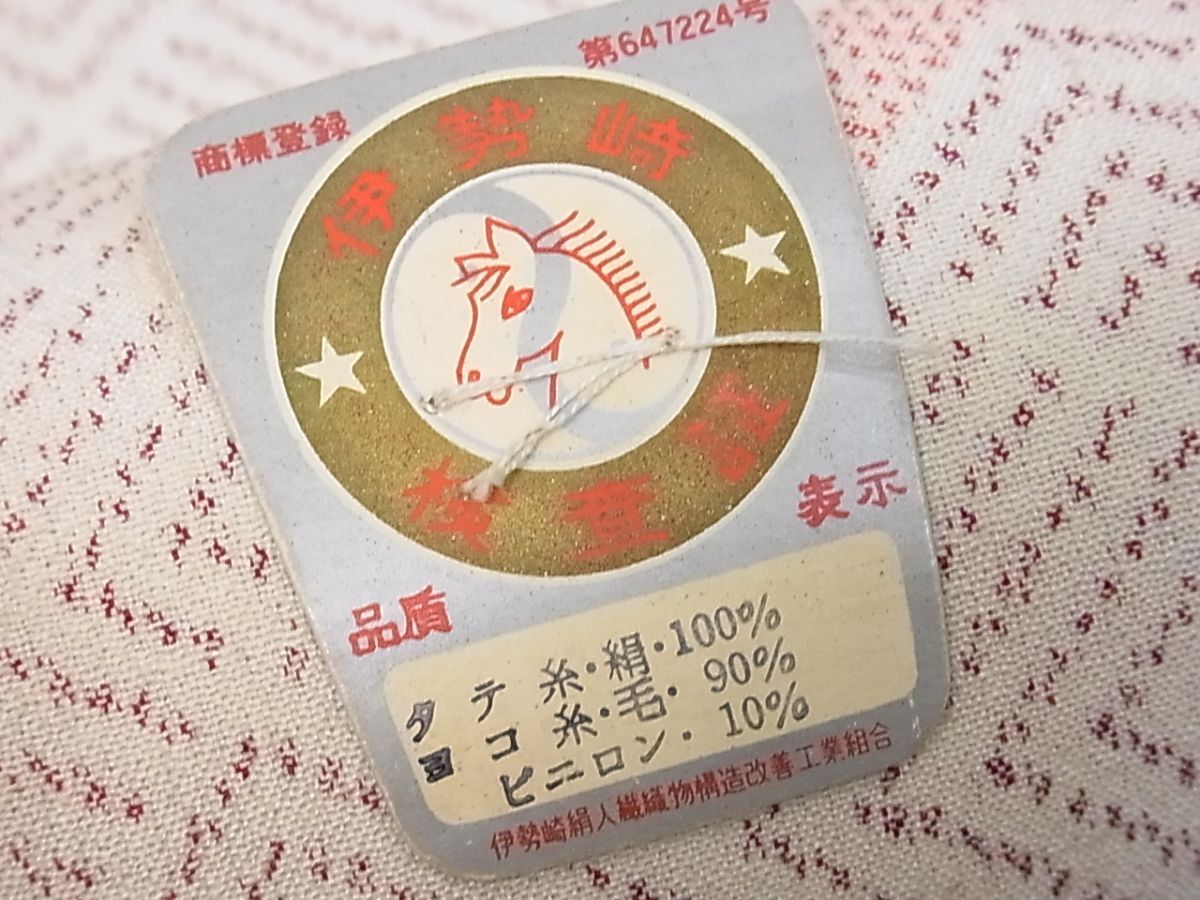 第647224号
商標登録
伊勢崎
検査証
品質表示
タテ糸・絹・100%
ヨコ糸・毛・90%
ビニロン・10%
伊勢崎絹人繊織物構造改善工業組合